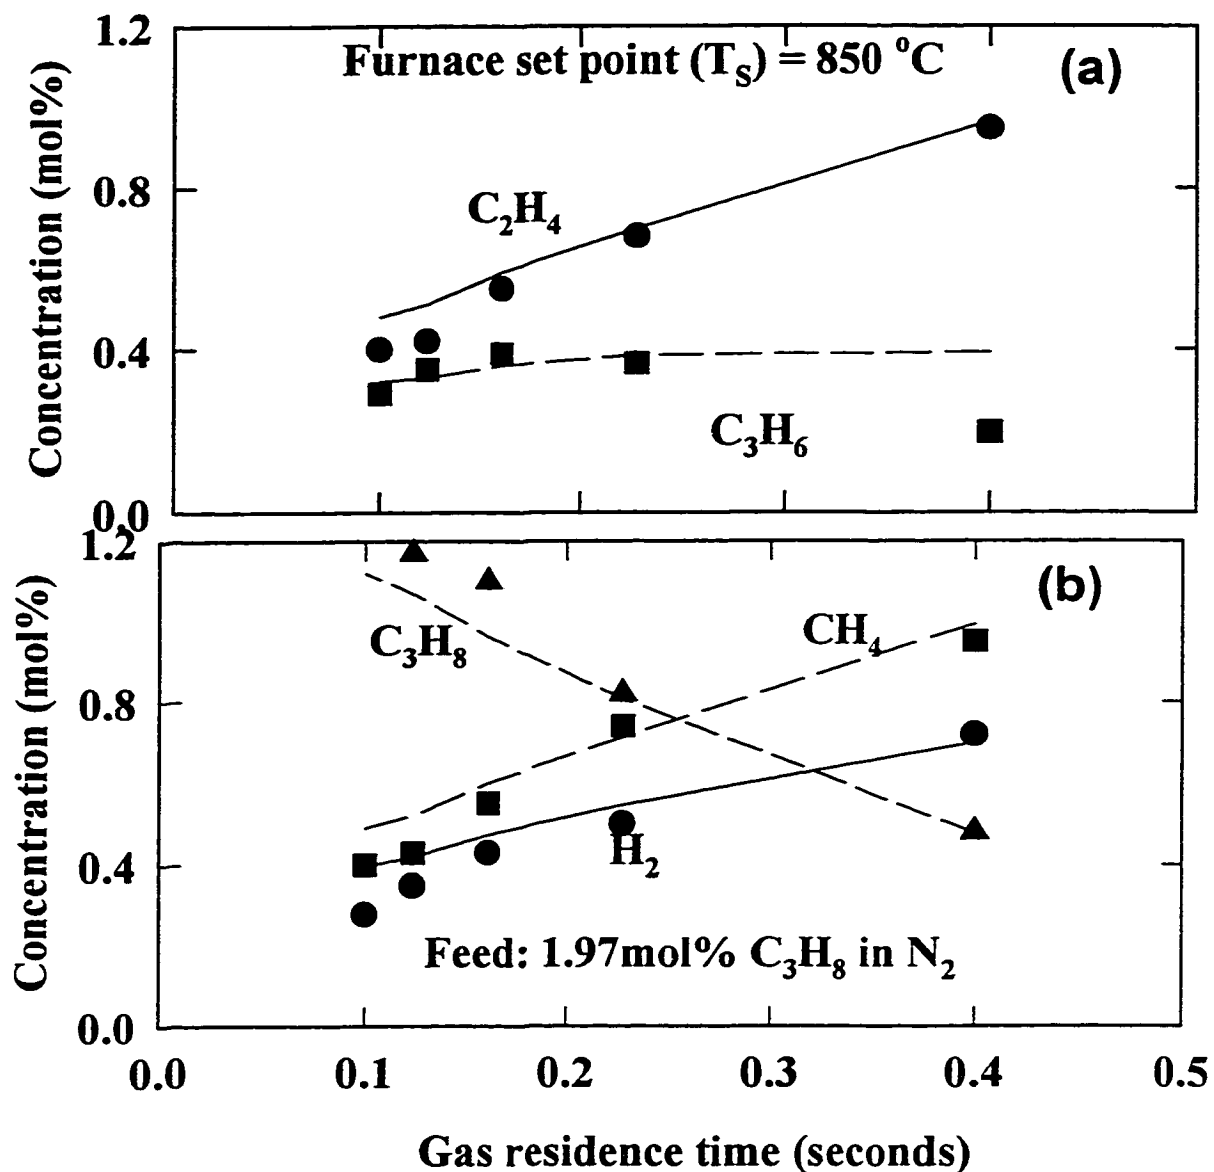 1.2
Furnace set point (T_S) = 850 °C
(a)
Concentration (mol%)
0.8
C₂H₄
0.4
C₃H₆
0.0
1.2
(b)
C₃H₈
CH₄
Concentration (mol%)
0.8
H₂
0.4
Feed: 1.97mol% C₃H₈ in N₂
0.0
0.0 0.1 0.2 0.3 0.4 0.5
Gas residence time (seconds)